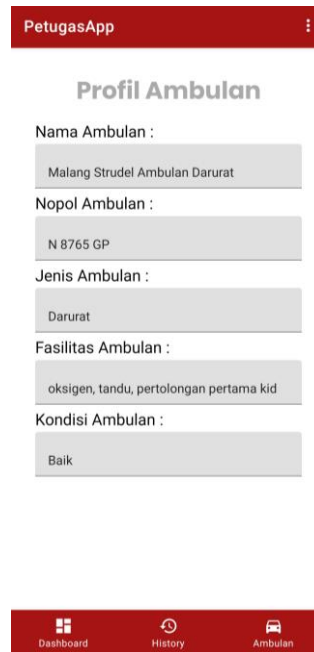 PetugasApp
Profil Ambulan
Nama Ambulan :
Malang Strudel Ambulan Darurat
Nopol Ambulan :
N 8765 GP
Jenis Ambulan :
Darurat
Fasilitas Ambulan :
oksigen, tandu, pertolongan pertama kid
Kondisi Ambulan :
Baik
Dashboard
History
Ambulan